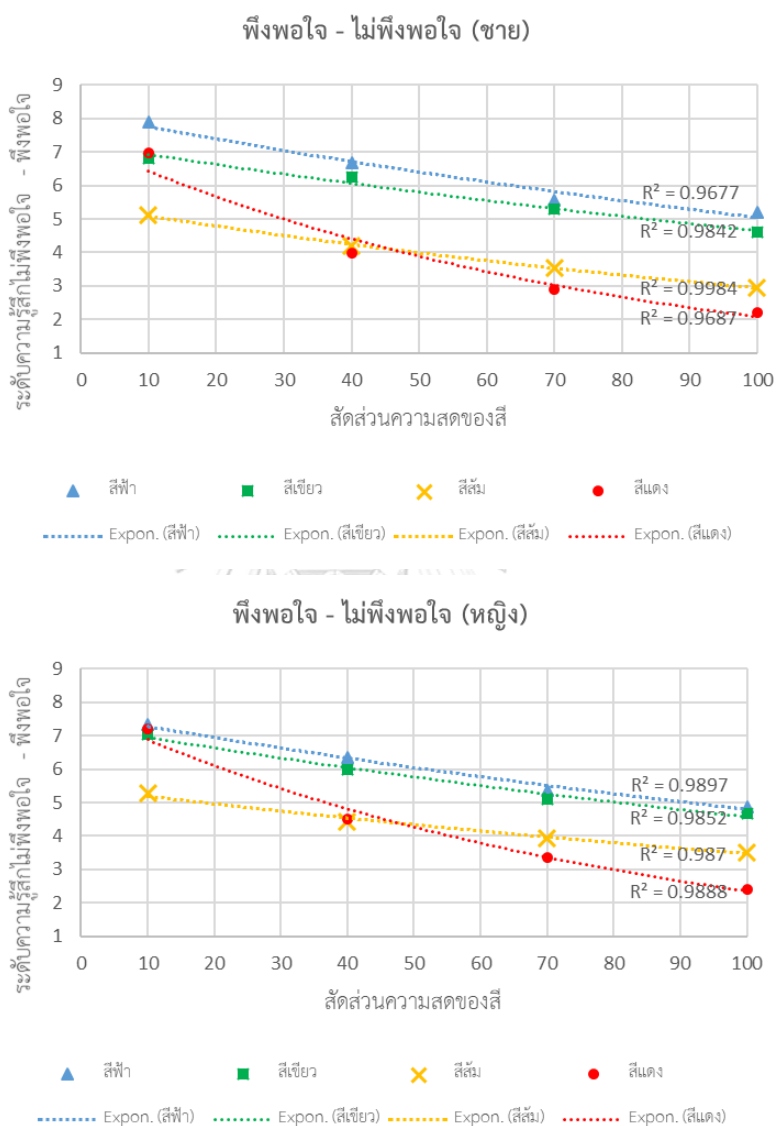 พึงพอใจ - ไม่พึงพอใจ (ชาย)
ระดับความรู้สึกไม่พึงพอใจ - พึงพอใจ
9
8
7
6
5
4
3
2
1
R² = 0.9677
R² = 0.9842
R² = 0.9984
R² = 0.9687
0 10 20 30 40 50 60 70 80 90 100
สัดส่วนความสดของสี
สีฟ้า สีเขียว สีส้ม สีแดง
Expon. (สีฟ้า) Expon. (สีเขียว) Expon. (สีส้ม) Expon. (สีแดง)
พึงพอใจ - ไม่พึงพอใจ (หญิง)
ระดับความรู้สึกไม่พึงพอใจ - พึงพอใจ
9
8
7
6
5
4
3
2
1
R² = 0.9897
R² = 0.9852
R² = 0.987
R² = 0.9888
0 10 20 30 40 50 60 70 80 90 100
สัดส่วนความสดของสี
สีฟ้า สีเขียว สีส้ม สีแดง
Expon. (สีฟ้า) Expon. (สีเขียว) Expon. (สีส้ม) Expon. (สีแดง)